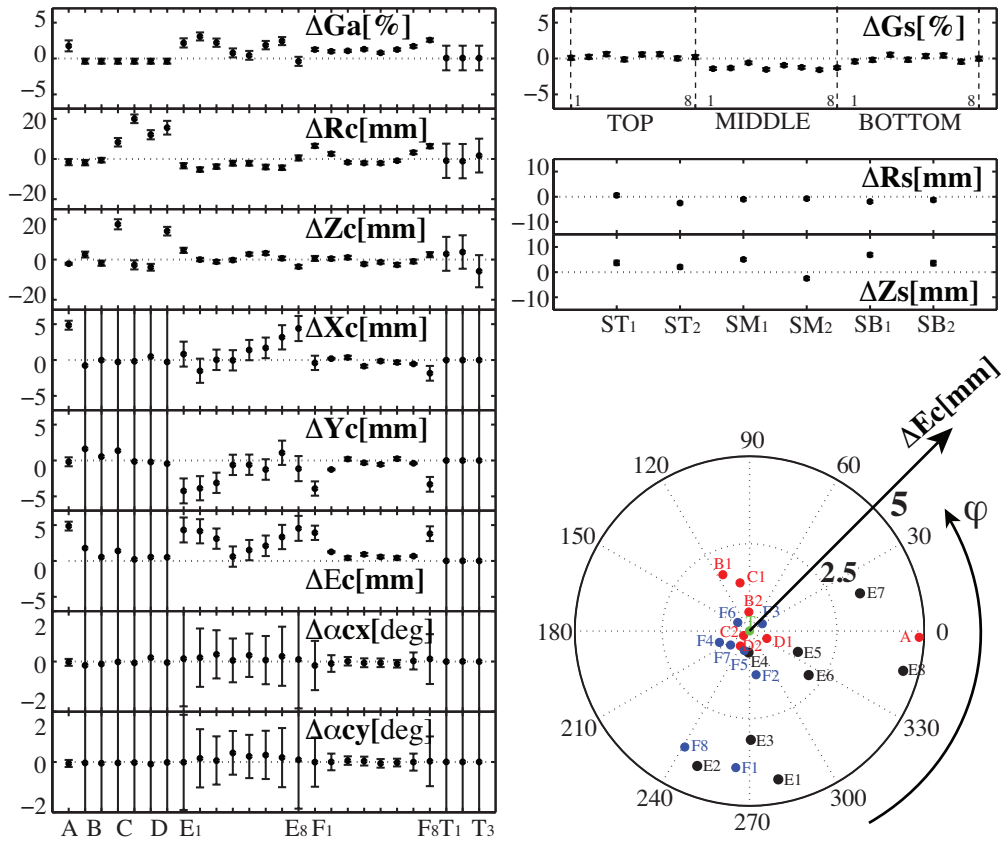 ΔGa[%]
5
0
−5
ΔRc[mm]
20
0
−20
ΔZc[mm]
20
0
−20
ΔXc[mm]
5
0
−5
ΔYc[mm]
5
0
−5
5
0
ΔEc[mm]
Δαcx[deg]
2
0
−2
Δαcy[deg]
2
0
−2
A B C D E1 E8 F1 F8 T1 T3
ΔGs[%]
5
0
−5
1 8 1 8 1 8
TOP MIDDLE BOTTOM
ΔRs[mm]
10
0
−10
10
0
−10
ΔZs[mm]
ST1 ST2 SM1 SM2 SB1 SB2
ΔEc[mm]
90
120 60
5
φ
150 30
2.5
B1
C1
E7
B2
F6 F3
180 0
A
C2
F4 D2 D1
F7 E4 E5
F5
F2 E6 E8
210 330
E3
F8
E2 F1 E1
240 300
270